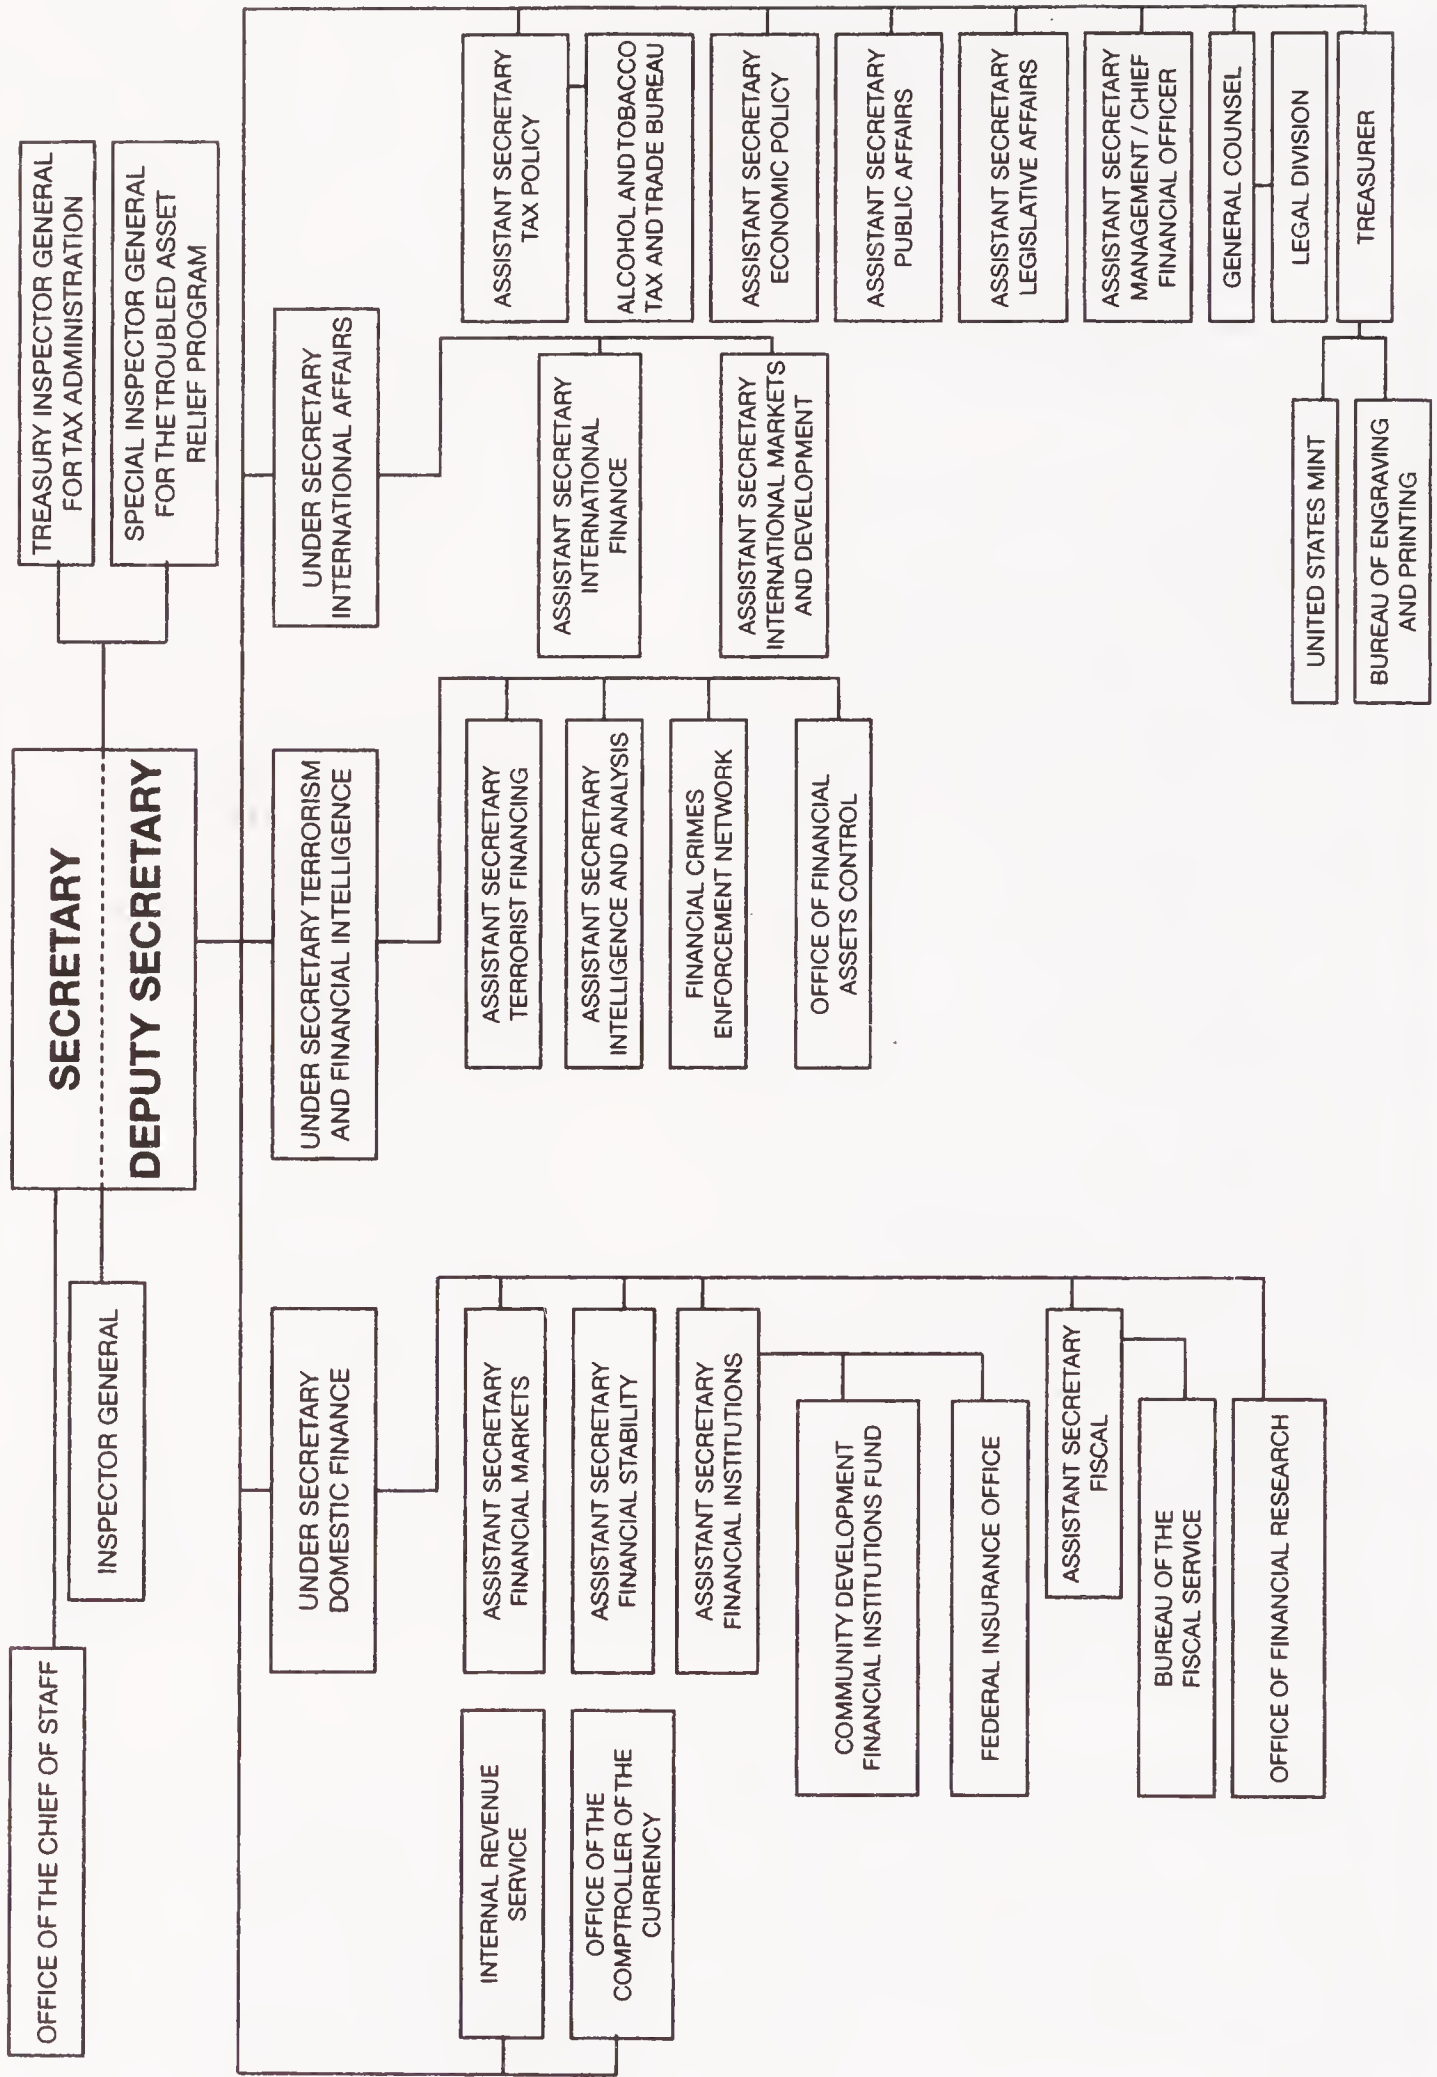 SECRETARY
DEPUTY SECRETARY
OFFICE OF THE CHIEF OF STAFF
INSPECTOR GENERAL
TREASURY INSPECTOR GENERAL
FOR TAX ADMINISTRATION
SPECIAL INSPECTOR GENERAL
FOR THE TROUBLED ASSET
RELIEF PROGRAM
INTERNAL REVENUE
SERVICE
OFFICE OF THE
COMPTROLLER OF THE
CURRENCY
UNDER SECRETARY
DOMESTIC FINANCE
ASSISTANT SECRETARY
FINANCIAL MARKETS
ASSISTANT SECRETARY
FINANCIAL STABILITY
ASSISTANT SECRETARY
FINANCIAL INSTITUTIONS
COMMUNITY DEVELOPMENT
FINANCIAL INSTITUTIONS FUND
FEDERAL INSURANCE OFFICE
ASSISTANT SECRETARY
FISCAL
BUREAU OF THE
FISCAL SERVICE
OFFICE OF FINANCIAL RESEARCH
UNDER SECRETARY TERRORISM
AND FINANCIAL INTELLIGENCE
ASSISTANT SECRETARY
TERRORIST FINANCING
ASSISTANT SECRETARY
INTELLIGENCE AND ANALYSIS
FINANCIAL CRIMES
ENFORCEMENT NETWORK
OFFICE OF FINANCIAL
ASSETS CONTROL
UNDER SECRETARY
INTERNATIONAL AFFAIRS
ASSISTANT SECRETARY
INTERNATIONAL
FINANCE
ASSISTANT SECRETARY
INTERNATIONAL MARKETS
AND DEVELOPMENT
ASSISTANT SECRETARY
TAX POLICY
ALCOHOL AND TOBACCO
TAX AND TRADE BUREAU
ASSISTANT SECRETARY
ECONOMIC POLICY
ASSISTANT SECRETARY
PUBLIC AFFAIRS
ASSISTANT SECRETARY
LEGISLATIVE AFFAIRS
ASSISTANT SECRETARY
MANAGEMENT / CHIEF
FINANCIAL OFFICER
GENERAL COUNSEL
LEGAL DIVISION
TREASURER
UNITED STATES MINT
BUREAU OF ENGRAVING
AND PRINTING